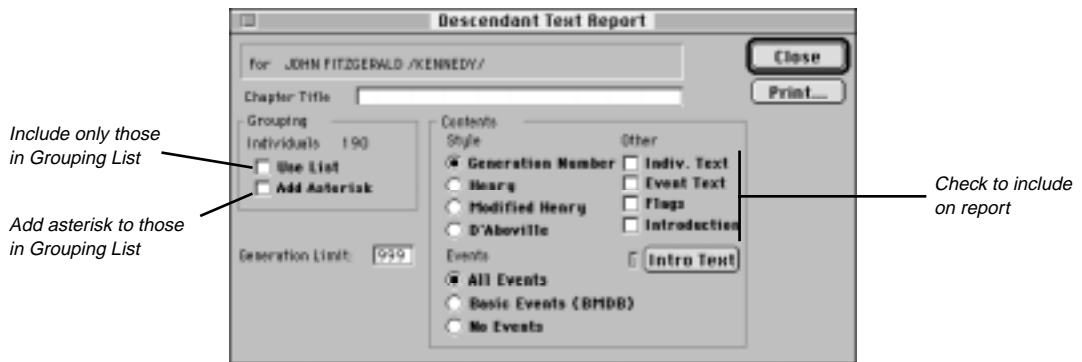 Descendant Text Report
for JOHN FITZGERALD /KENNEDY/
Close
Print....
Chapter Title
Grouping
Individuals 190
Use List
Add Asterisk
Generation Limit: 999
Contents
Style
Generation Number
Henry
Modified Henry
D'Aboville
Other
Indiv. Text
Event Text
Flags
Introduction
Events
All Events
Basic Events (BMDB)
No Events
Intro Text
Include only those
in Grouping List
Add asterisk to those
in Grouping List
Check to include
on report